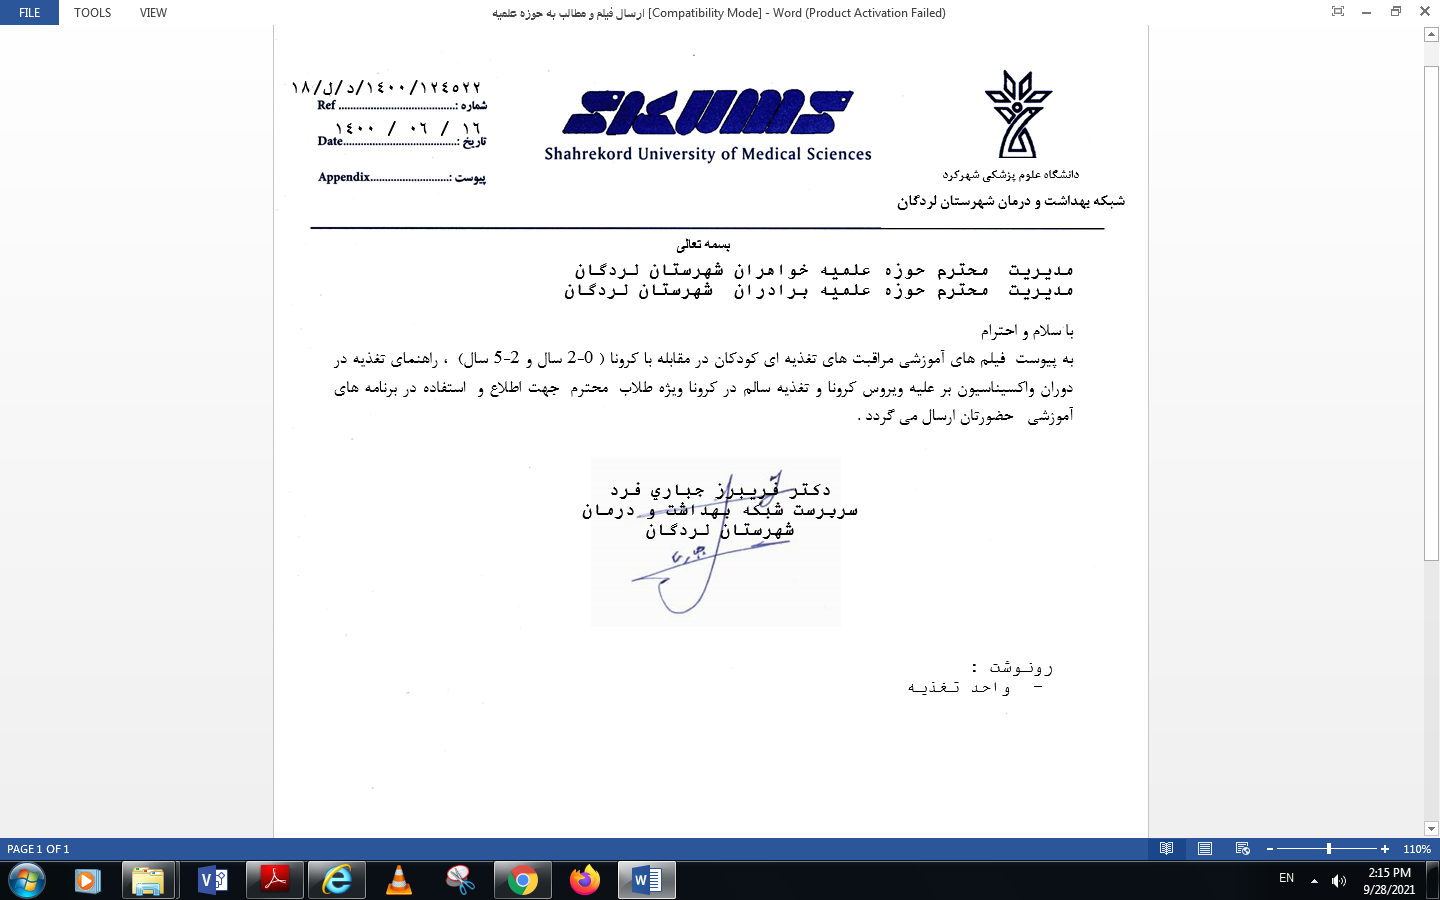 FILE TOOLS VIEW ارسال فیلم و مطالب به حوزه علمیه [Compatibility Mode] - Word (Product Activation Failed)
۱۸/د/ل/۱۴۰۰/۱۲۴۵۲۲
شماره :........................................ Ref
۱۴۰۰ / ۰۶ / ۱۶
تاریخ :.......................................Date
پیوست :...........................Appendix
SKUMS
Shahrekord University of Medical Sciences
دانشگاه علوم پزشکی شهرکرد
شبکه بهداشت و درمان شهرستان لردگان
بسمه تعالی
مدیریت محترم حوزه علمیه خواهران شهرستان لردگان
مدیریت محترم حوزه علمیه برادران شهرستان لردگان
با سلام و احترام
به پیوست فیلم های آموزشی مراقبت های تغذیه ای کودکان در مقابله با کرونا ( 0-2 سال و 2-5 سال) ، راهنمای تغذیه در
دوران واکسیناسیون بر علیه ویروس کرونا و تغذیه سالم در کرونا ویژه طلاب محترم جهت اطلاع و استفاده در برنامه های
آموزشی حضورتان ارسال می گردد .
دکتر فریبرز جباري فرد
سرپرست شبکه بهداشت و درمان
شهرستان لردگان
رونوشت :
- واحد تغذیه
PAGE 1 OF 1 110%
EN 2:15 PM
9/28/2021